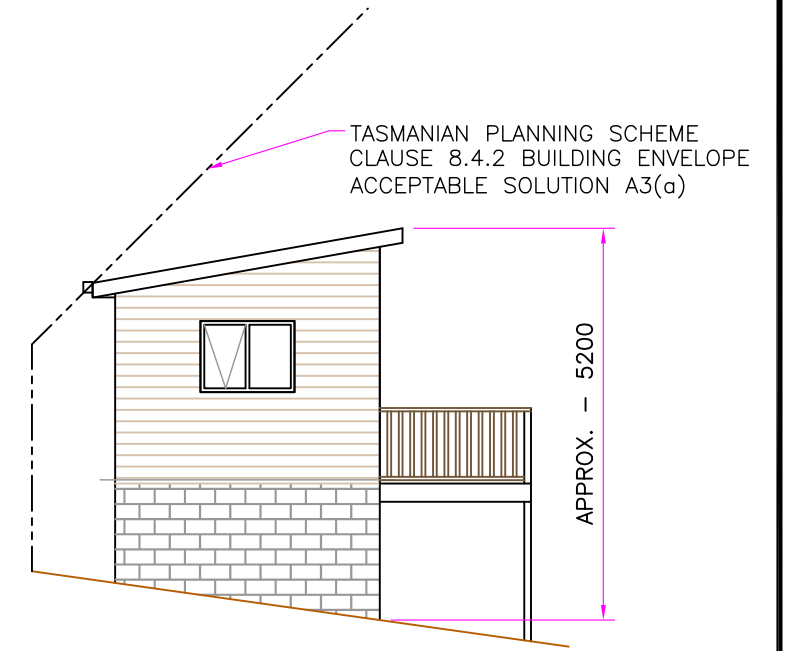 TASMANIAN PLANNING SCHEME
CLAUSE 8.4.2 BUILDING ENVELOPE
ACCEPTABLE SOLUTION A3(a)
APPROX. - 5200